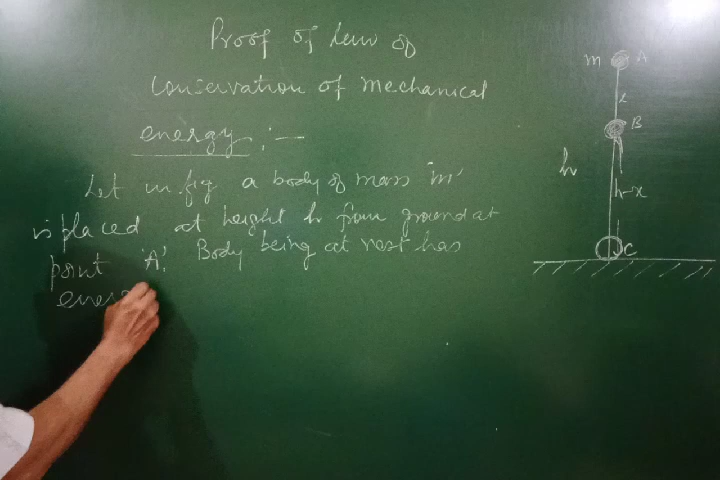 Proof of law of
Conservation of Mechanical
energy :-
Let in fig a body of mass 'm'
is placed at height h from ground at
point 'A'. Body being at rest has
m A
x
B
h
h-x
C